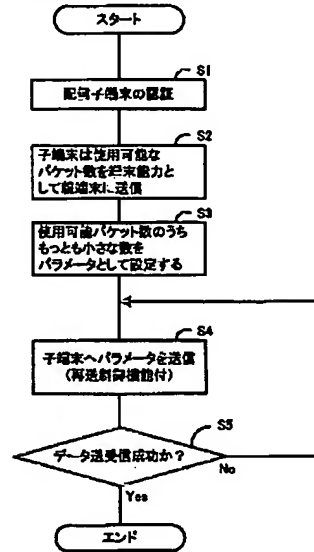 スタート
S1
配信子端末の認証
S2
子端末は使用可能な
パケット数を端末能力と
して親端末に送信
S3
使用可能パケット数のうち
もっとも小さな数を
パラメータとして設定する
S4
子端末へパラメータを送信
(再送制御機能付)
S5
データ送受信成功か?
No
Yes
エンド